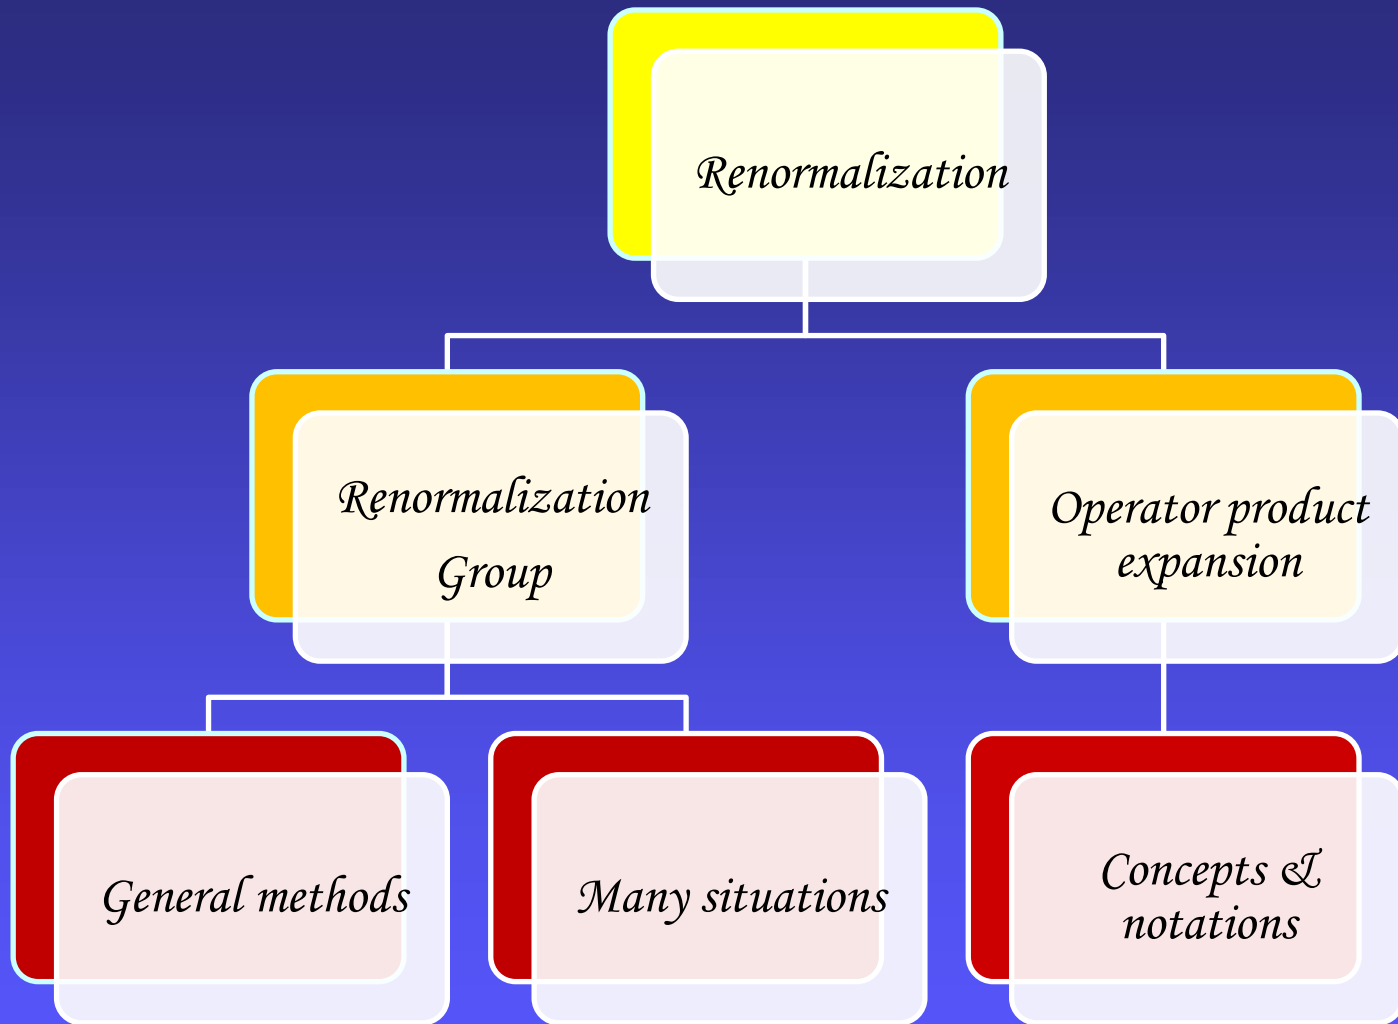 Renormalization
Renormalization
Group
Operator product
expansion
General methods
Many situations
Concepts &
notations